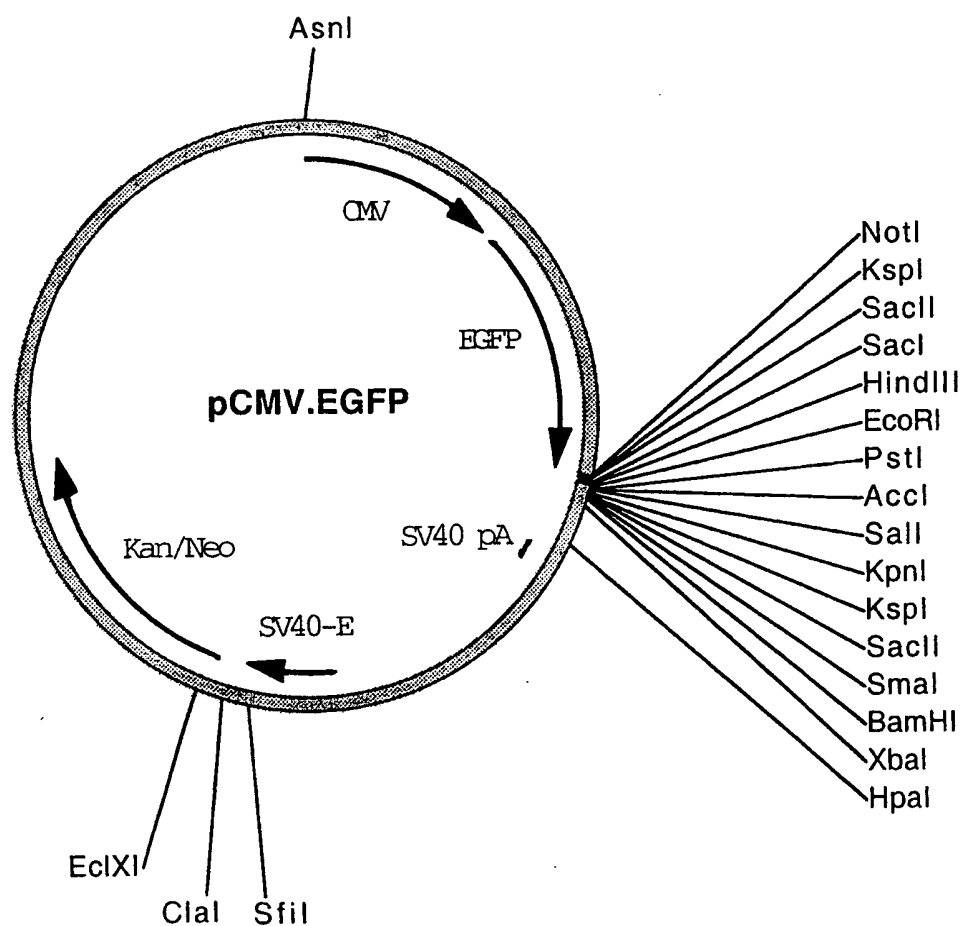 AsnI
CMV
NotI
KspI
SacII
EGFP
SacI
HindIII
pCMV.EGFP
EcoRI
PstI
AccI
Kan/Neo
SV40 pA
SalI
KpnI
SV40-E
KspI
SacII
SmaI
BamHI
XbaI
HpaI
EclXI
ClaI
SfiI